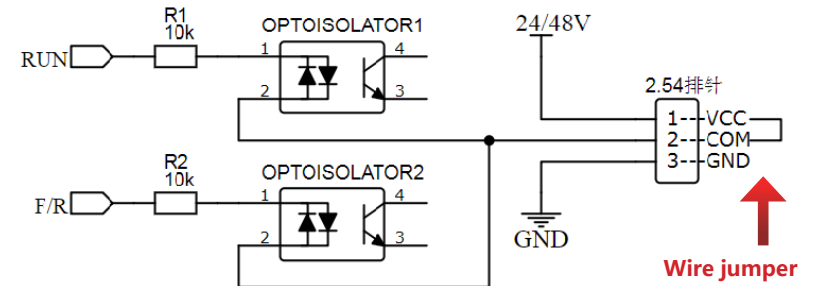 R1
10k
OPTOISOLATOR1
24/48V
RUN
1
4
2
3
2.54排针
1---VCC
2---COM
3---GND
R2
10k
OPTOISOLATOR2
F/R
1
4
2
3
GND
Wire jumper